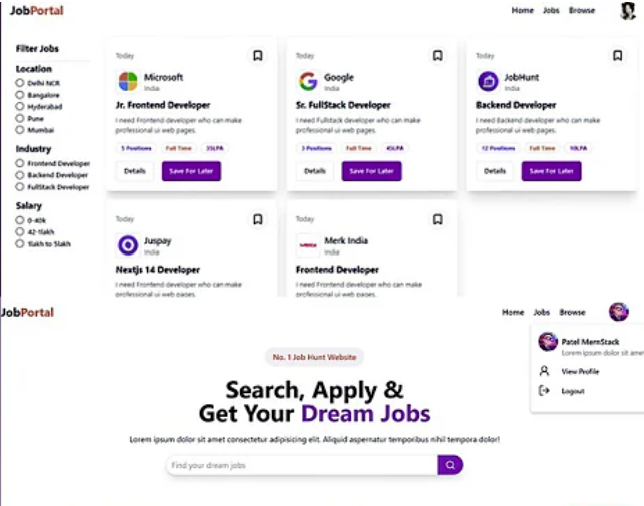 JobPortal
Home Jobs Browse
Filter Jobs
Location
Delhi NCR
Bangalore
Hyderabad
Pune
Mumbai
Industry
Frontend Developer
Backend Developer
FullStack Developer
Salary
0-40k
42-1lakh
1lakh to 5lakh
Today
Microsoft
India
Jr. Frontend Developer
I need Frontend developer who can make
professional ui web pages.
5 Positions Full Time 35LPA
Details Save For Later
Today
Google
India
Sr. FullStack Developer
I need Fullstack developer who can make
professional ui web pages.
3 Positions Full Time 45LPA
Details Save For Later
Today
JobHunt
India
Backend Developer
I need Backend developer who can make
professional ui web pages.
12 Positions Full Time 10LPA
Details Save For Later
Today
Juspay
India
Nextjs 14 Developer
I need Frontend developer who can make
professional ui web pages.
Today
Merk India
India
Frontend Developer
I need Frontend developer who can make
professional ui web pages.
JobPortal
Home Jobs Browse
Patel MernStack
Lorem ipsum dolor sit amet
View Profile
Logout
No. 1 Job Hunt Website
Search, Apply &
Get Your Dream Jobs
Lorem ipsum dolor sit amet consectetur adipisicing elit. Aliquid aspernatur temporibus nihil tempora dolor!
Find your dream jobs